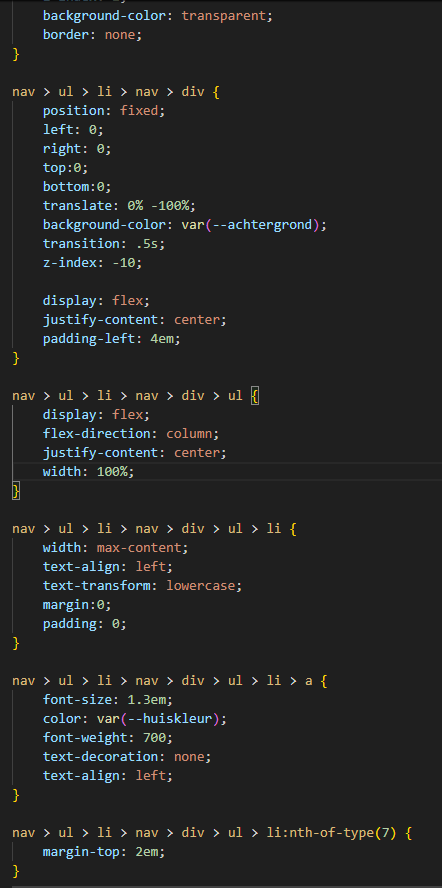 background-color: transparent;
border: none;
}
nav > ul > li > nav > div {
position: fixed;
left: 0;
right: 0;
top:0;
bottom:0;
translate: 0% -100%;
background-color: var(--achtergrond);
transition: .5s;
z-index: -10;
display: flex;
justify-content: center;
padding-left: 4em;
}
nav > ul > li > nav > div > ul {
display: flex;
flex-direction: column;
justify-content: center;
width: 100%;
}
nav > ul > li > nav > div > ul > li {
width: max-content;
text-align: left;
text-transform: lowercase;
margin:0;
padding: 0;
}
nav > ul > li > nav > div > ul > li > a {
font-size: 1.3em;
color: var(--huiskleur);
font-weight: 700;
text-decoration: none;
text-align: left;
}
nav > ul > li > nav > div > ul > li:nth-of-type(7) {
margin-top: 2em;
}